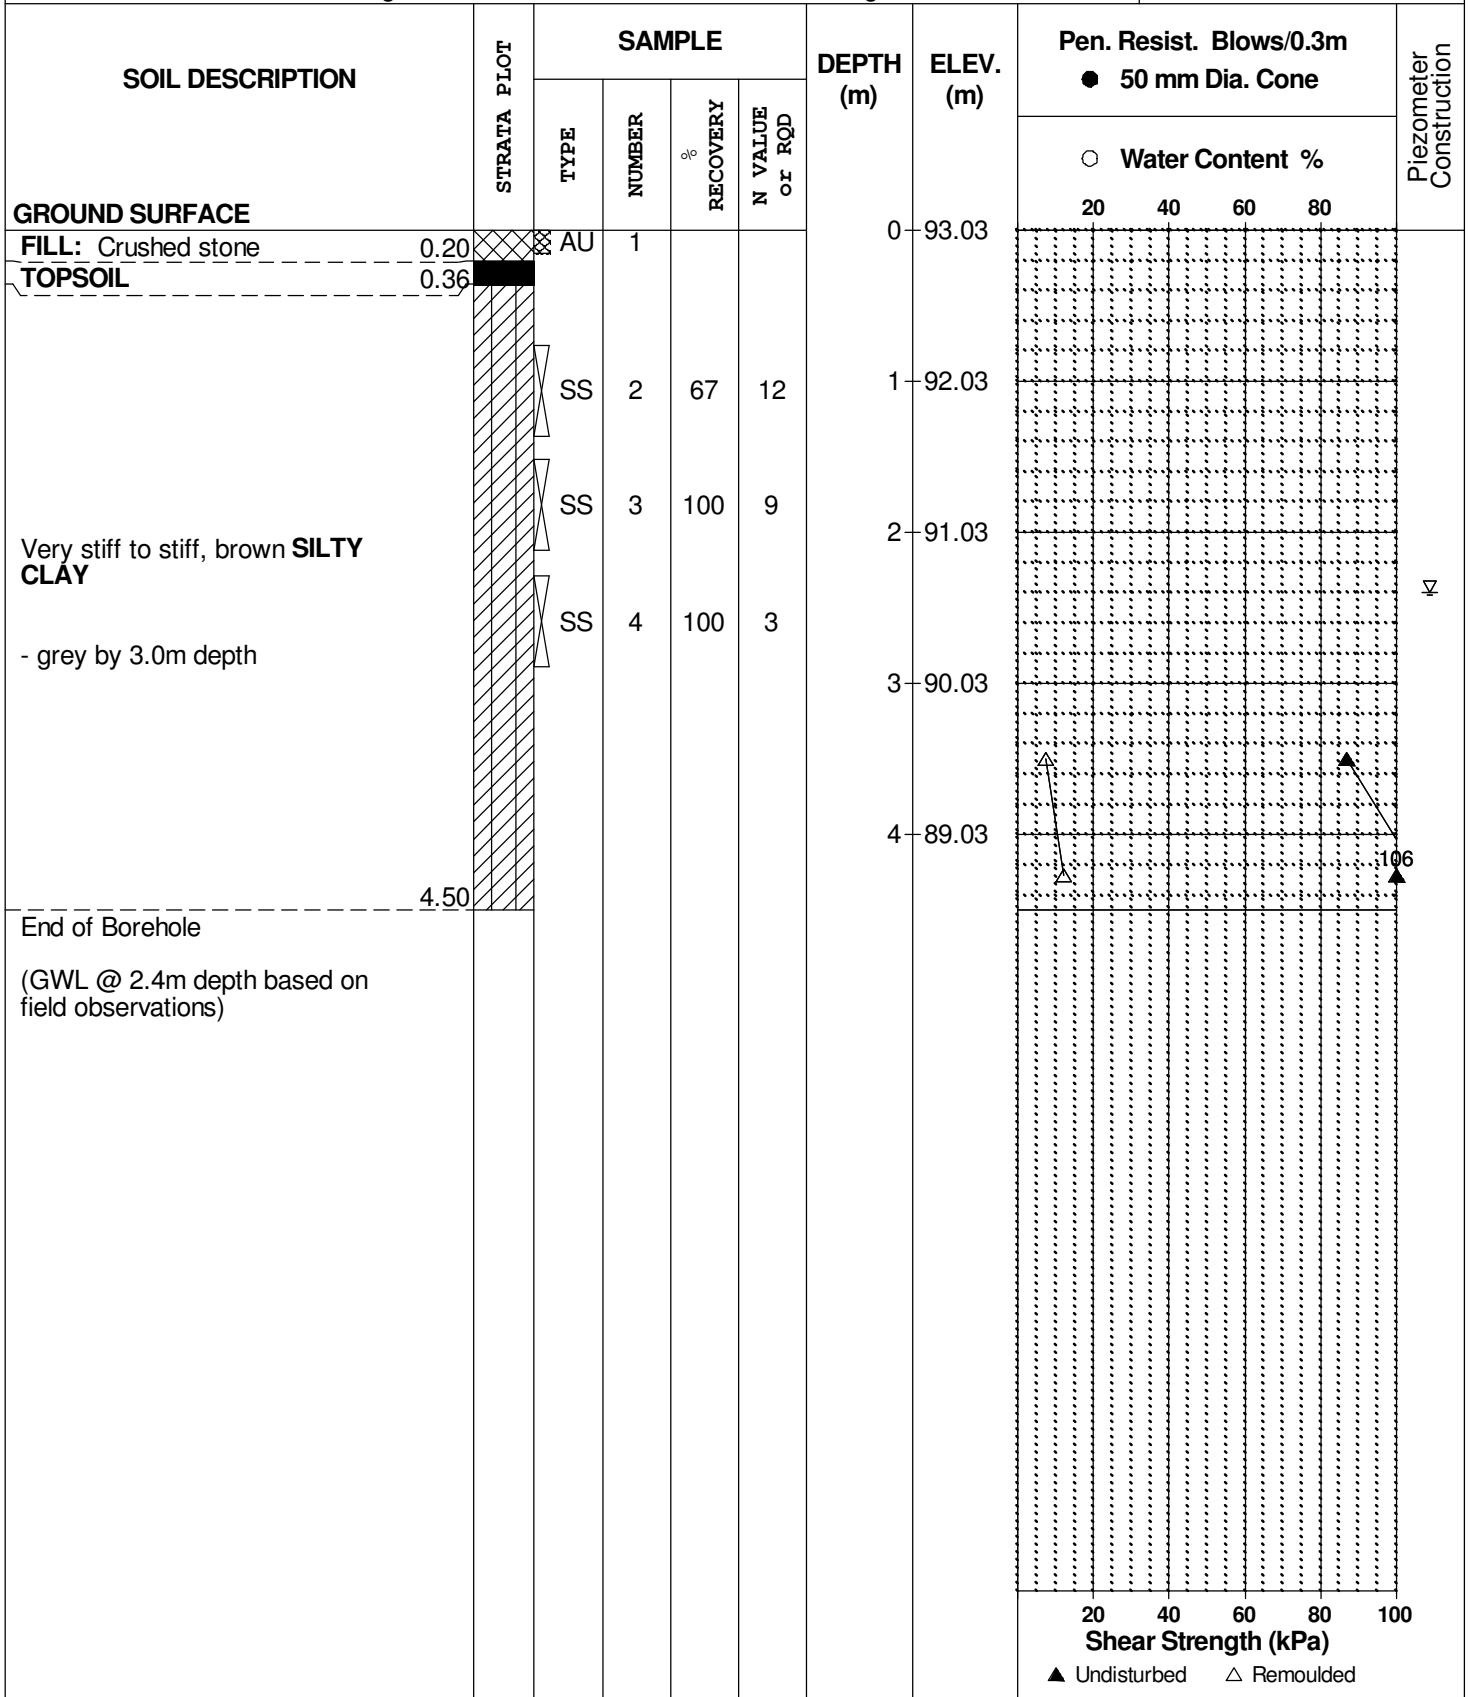 SOIL DESCRIPTION
STRATA PLOT
SAMPLE
TYPE
NUMBER
% RECOVERY
N VALUE or RQD
DEPTH (m)
ELEV. (m)
Pen. Resist. Blows/0.3m
● 50 mm Dia. Cone
○ Water Content %
Piezometer Construction
20 40 60 80
GROUND SURFACE
0 93.03
FILL: Crushed stone 0.20 AU 1
TOPSOIL 0.36
SS 2 67 12
1 92.03
SS 3 100 9
2 91.03
Very stiff to stiff, brown SILTY
CLAY
SS 4 100 3
- grey by 3.0m depth
3 90.03
4 89.03
106
4.50
End of Borehole
(GWL @ 2.4m depth based on
field observations)
20 40 60 80 100
Shear Strength (kPa)
▲ Undisturbed △ Remoulded